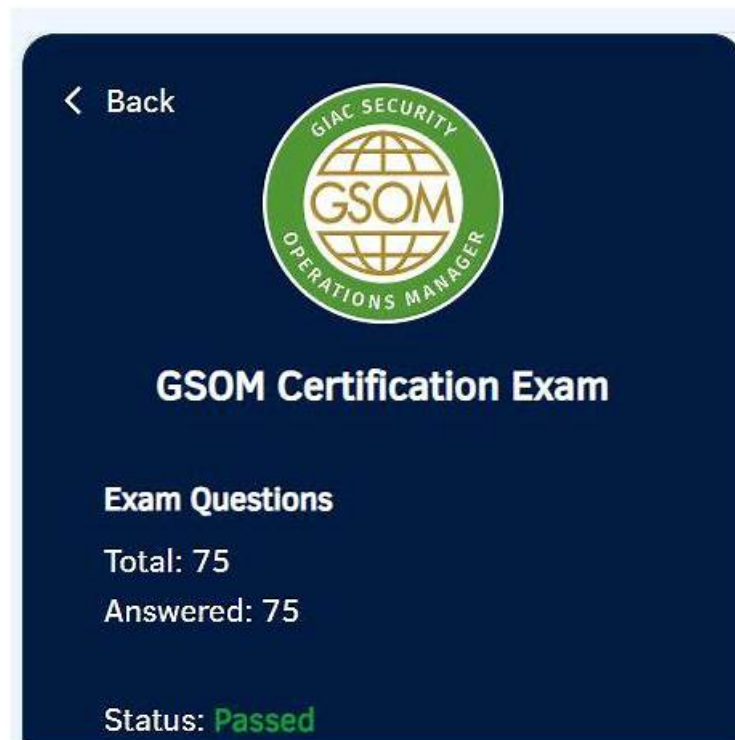 Back
GIAC SECURITY
GSOM
OPERATIONS MANAGER
GSOM Certification Exam
Exam Questions
Total: 75
Answered: 75
Status: Passed